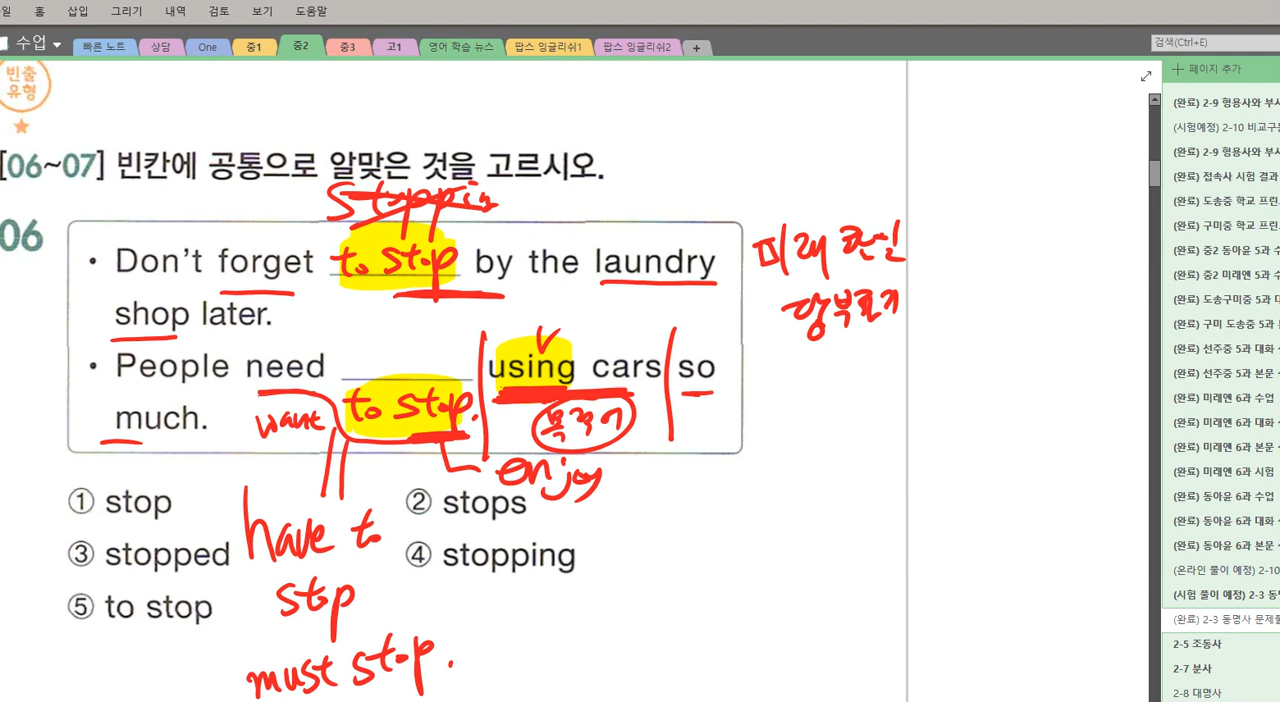 일 홈 삽입 그리기 내역 검토 보기 도움말
수업 빠른 노트 상담 One 중1 중2 중3 고1 영어 학습 뉴스 팝스 잉글리쉬1 팝스 잉글리쉬2 +
검색(Ctrl+E)
페이지 추가
빈출
유형
[06~07] 빈칸에 공통으로 알맞은 것을 고르시오.
06
• Don't forget to stop by the laundry
shop later.
미래
당부
• People need using cars so
much.
want to stop.
목적어
enjoy
① stop ② stops
③ stopped ④ stopping
⑤ to stop
have to
stop
must stop.
(완료) 2-9 형용사와 부사
(시험예정) 2-10 비교구문
(완료) 2-9 형용사와 부사
(완료) 접속사 시험 결과
(완료) 도송중 학교 프린
(완료) 구미중 학교 프린
(완료) 중2 동아윤 5과
(완료) 중2 미래엔 5과
(완료) 도송구미중 5과
(완료) 구미 도송중 5과
(완료) 선주중 5과 대화
(완료) 선주중 5과 본문
(완료) 미래엔 6과 수업
(완료) 미래엔 6과 대화
(완료) 미래엔 6과 본문
(완료) 미래엔 6과 시험
(완료) 동아윤 6과 수업
(완료) 동아윤 6과 대화
(완료) 동아윤 6과 본문
(온라인 풀이 예정) 2-10
(시험 풀이 예정) 2-3 동명
(완료) 2-3 동명사 문제
2-5 조동사
2-7 분사
2-8 대명사